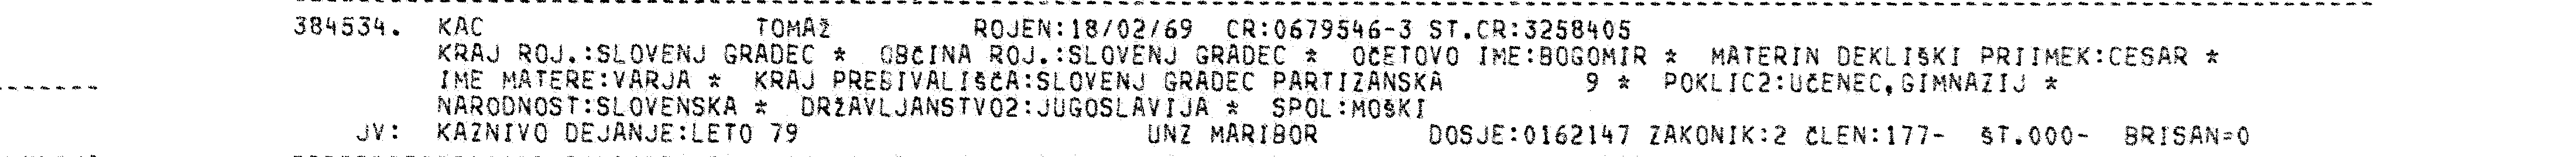 384534. KAC TOMAŽ ROJEN:18/02/69 CR:0679546-3 ST.CR:3258405
KRAJ ROJ.:SLOVENJ GRADEC * OBČINA ROJ.:SLOVENJ GRADEC * OČETOVO IME:BOGOMIR * MATERIN DEKLIŠKI PRIIMEK:CESAR *
IME MATERE:VARJA * KRAJ PREBIVALIŠČA:SLOVENJ GRADEC PARTIZANSKA 9 * POKLIC2:UČENEC,GIMNAZIJ *
NARODNOST:SLOVENSKA * DRŽAVLJANSTVO2:JUGOSLAVIJA * SPOL:MOŠKI
JV: KAZNIVO DEJANJE:LETO 79 UNZ MARIBOR DOSJE:0162147 ZAKONIK:2 ČLEN:177- ŠT.000- BRISAN=0